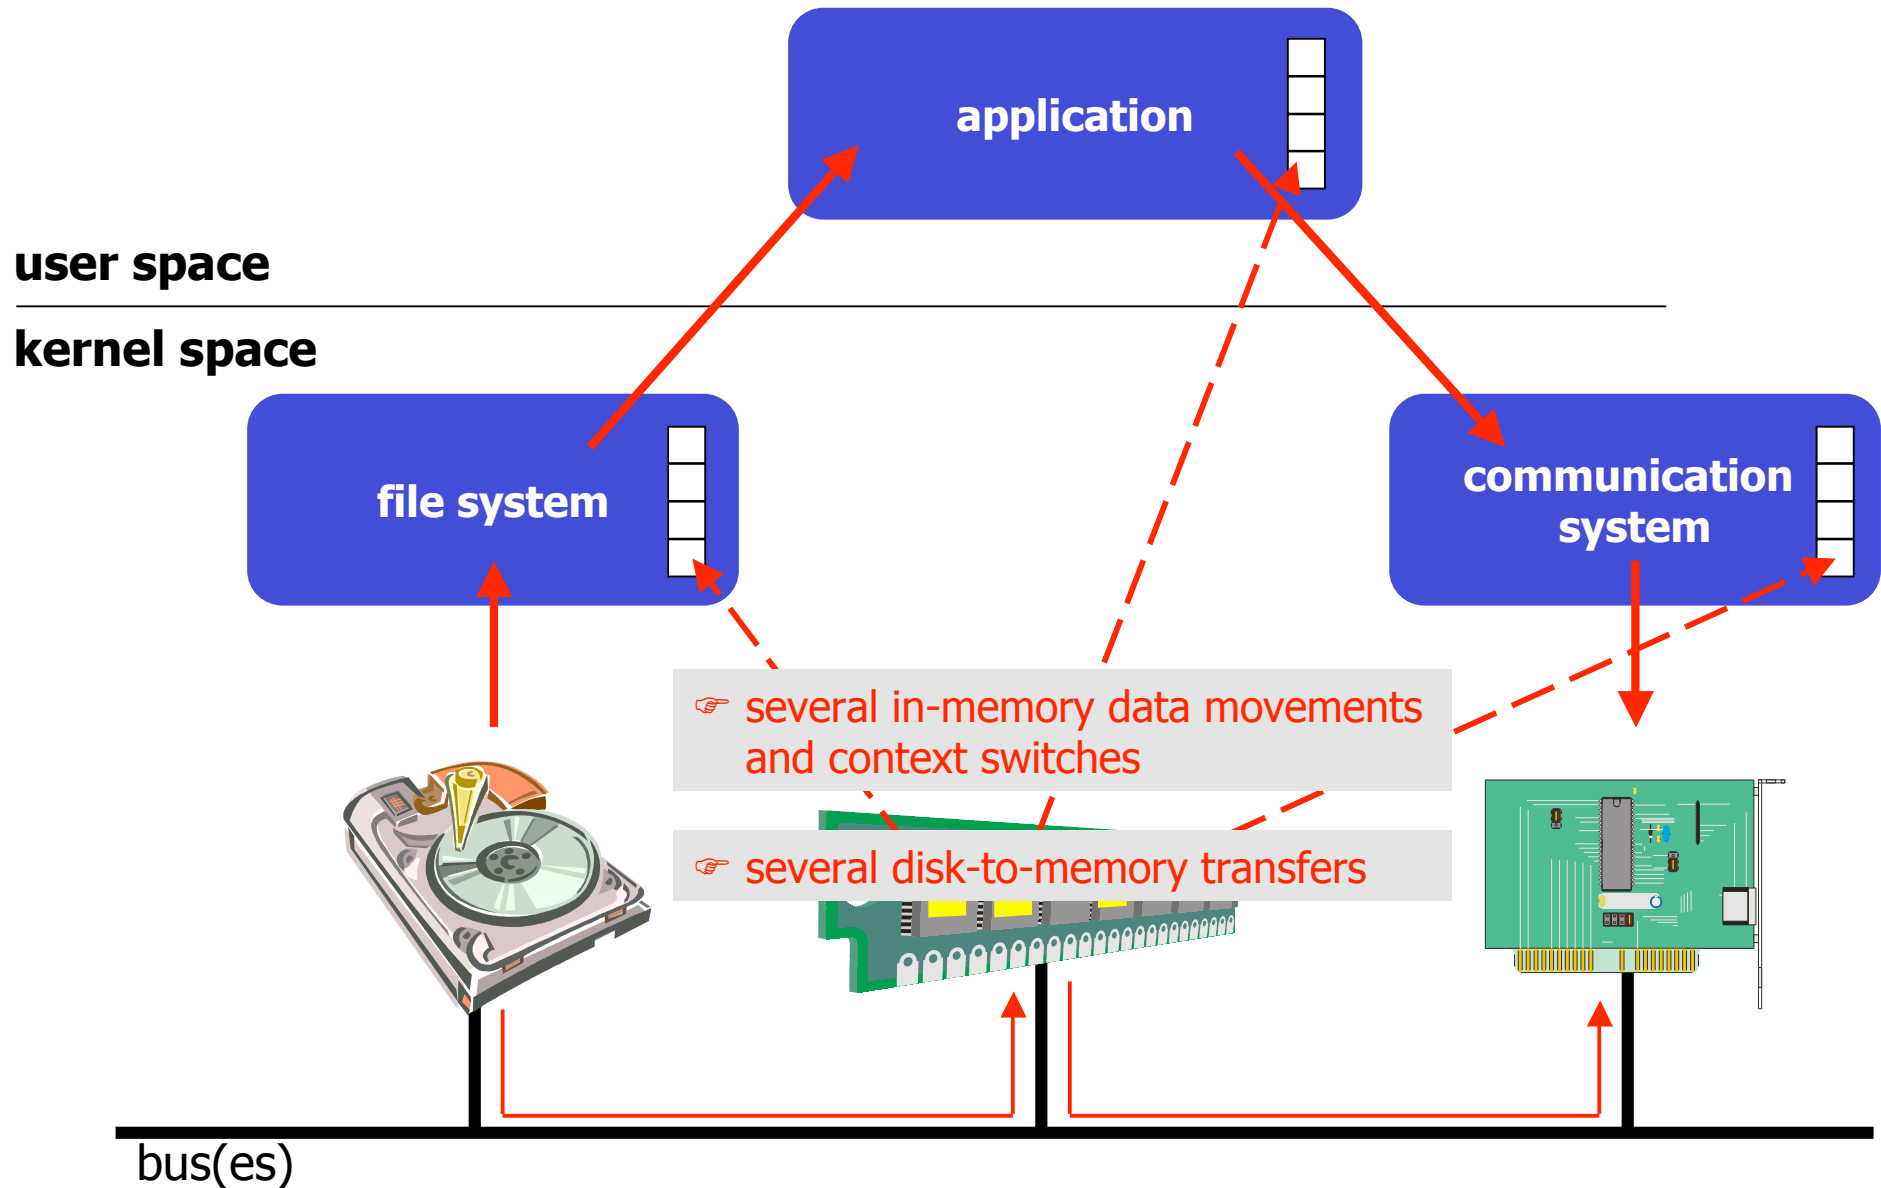 application
user space
kernel space
file system
communication
system
☞ several in-memory data movements
and context switches
☞ several disk-to-memory transfers
bus(es)